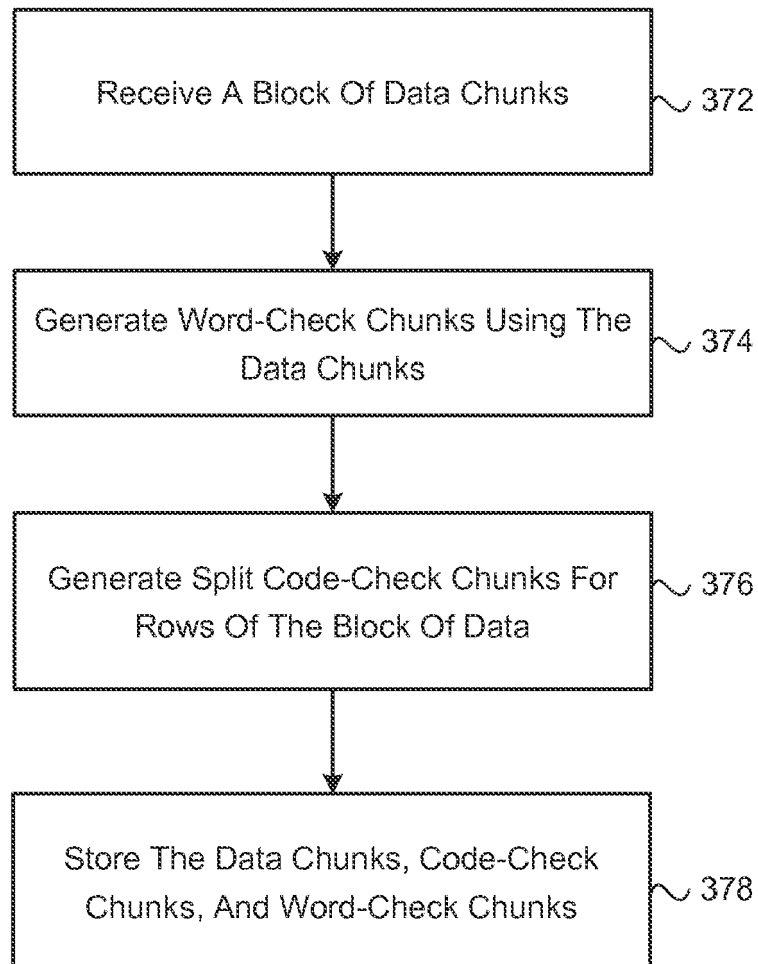 Receive A Block Of Data Chunks
372
Generate Word-Check Chunks Using The
Data Chunks
374
Generate Split Code-Check Chunks For
Rows Of The Block Of Data
376
Store The Data Chunks, Code-Check
Chunks, And Word-Check Chunks
378